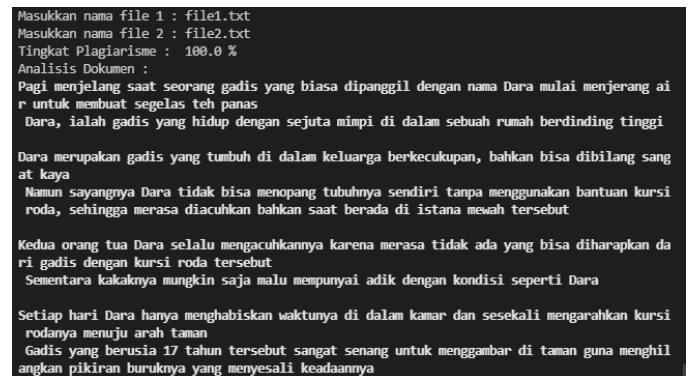 Masukkan nama file 1 : file1.txt
Masukkan nama file 2 : file2.txt
Tingkat Plagiarisme :  100.0 %
Analisis Dokumen :
Pagi menjelang saat seorang gadis yang biasa dipanggil dengan nama Dara mulai menjerang ai
r untuk membuat segelas teh panas
 Dara, ialah gadis yang hidup dengan sejuta mimpi di dalam sebuah rumah berdinding tinggi
Dara merupakan gadis yang tumbuh di dalam keluarga berkecukupan, bahkan bisa dibilang sang
at kaya
 Namun sayangnya Dara tidak bisa menopang tubuhnya sendiri tanpa menggunakan bantuan kursi
 roda, sehingga merasa diacuhkan bahkan saat berada di istana mewah tersebut
Kedua orang tua Dara selalu mengacuhkannya karena merasa tidak ada yang bisa diharapkan da
ri gadis dengan kursi roda tersebut
 Sementara kakaknya mungkin saja malu mempunyai adik dengan kondisi seperti Dara
Setiap hari Dara hanya menghabiskan waktunya di dalam kamar dan sesekali mengarahkan kursi
 rodanya menuju arah taman
 Gadis yang berusia 17 tahun tersebut sangat senang untuk menggambar di taman guna menghil
angkan pikiran buruknya yang menyesali keadaannya